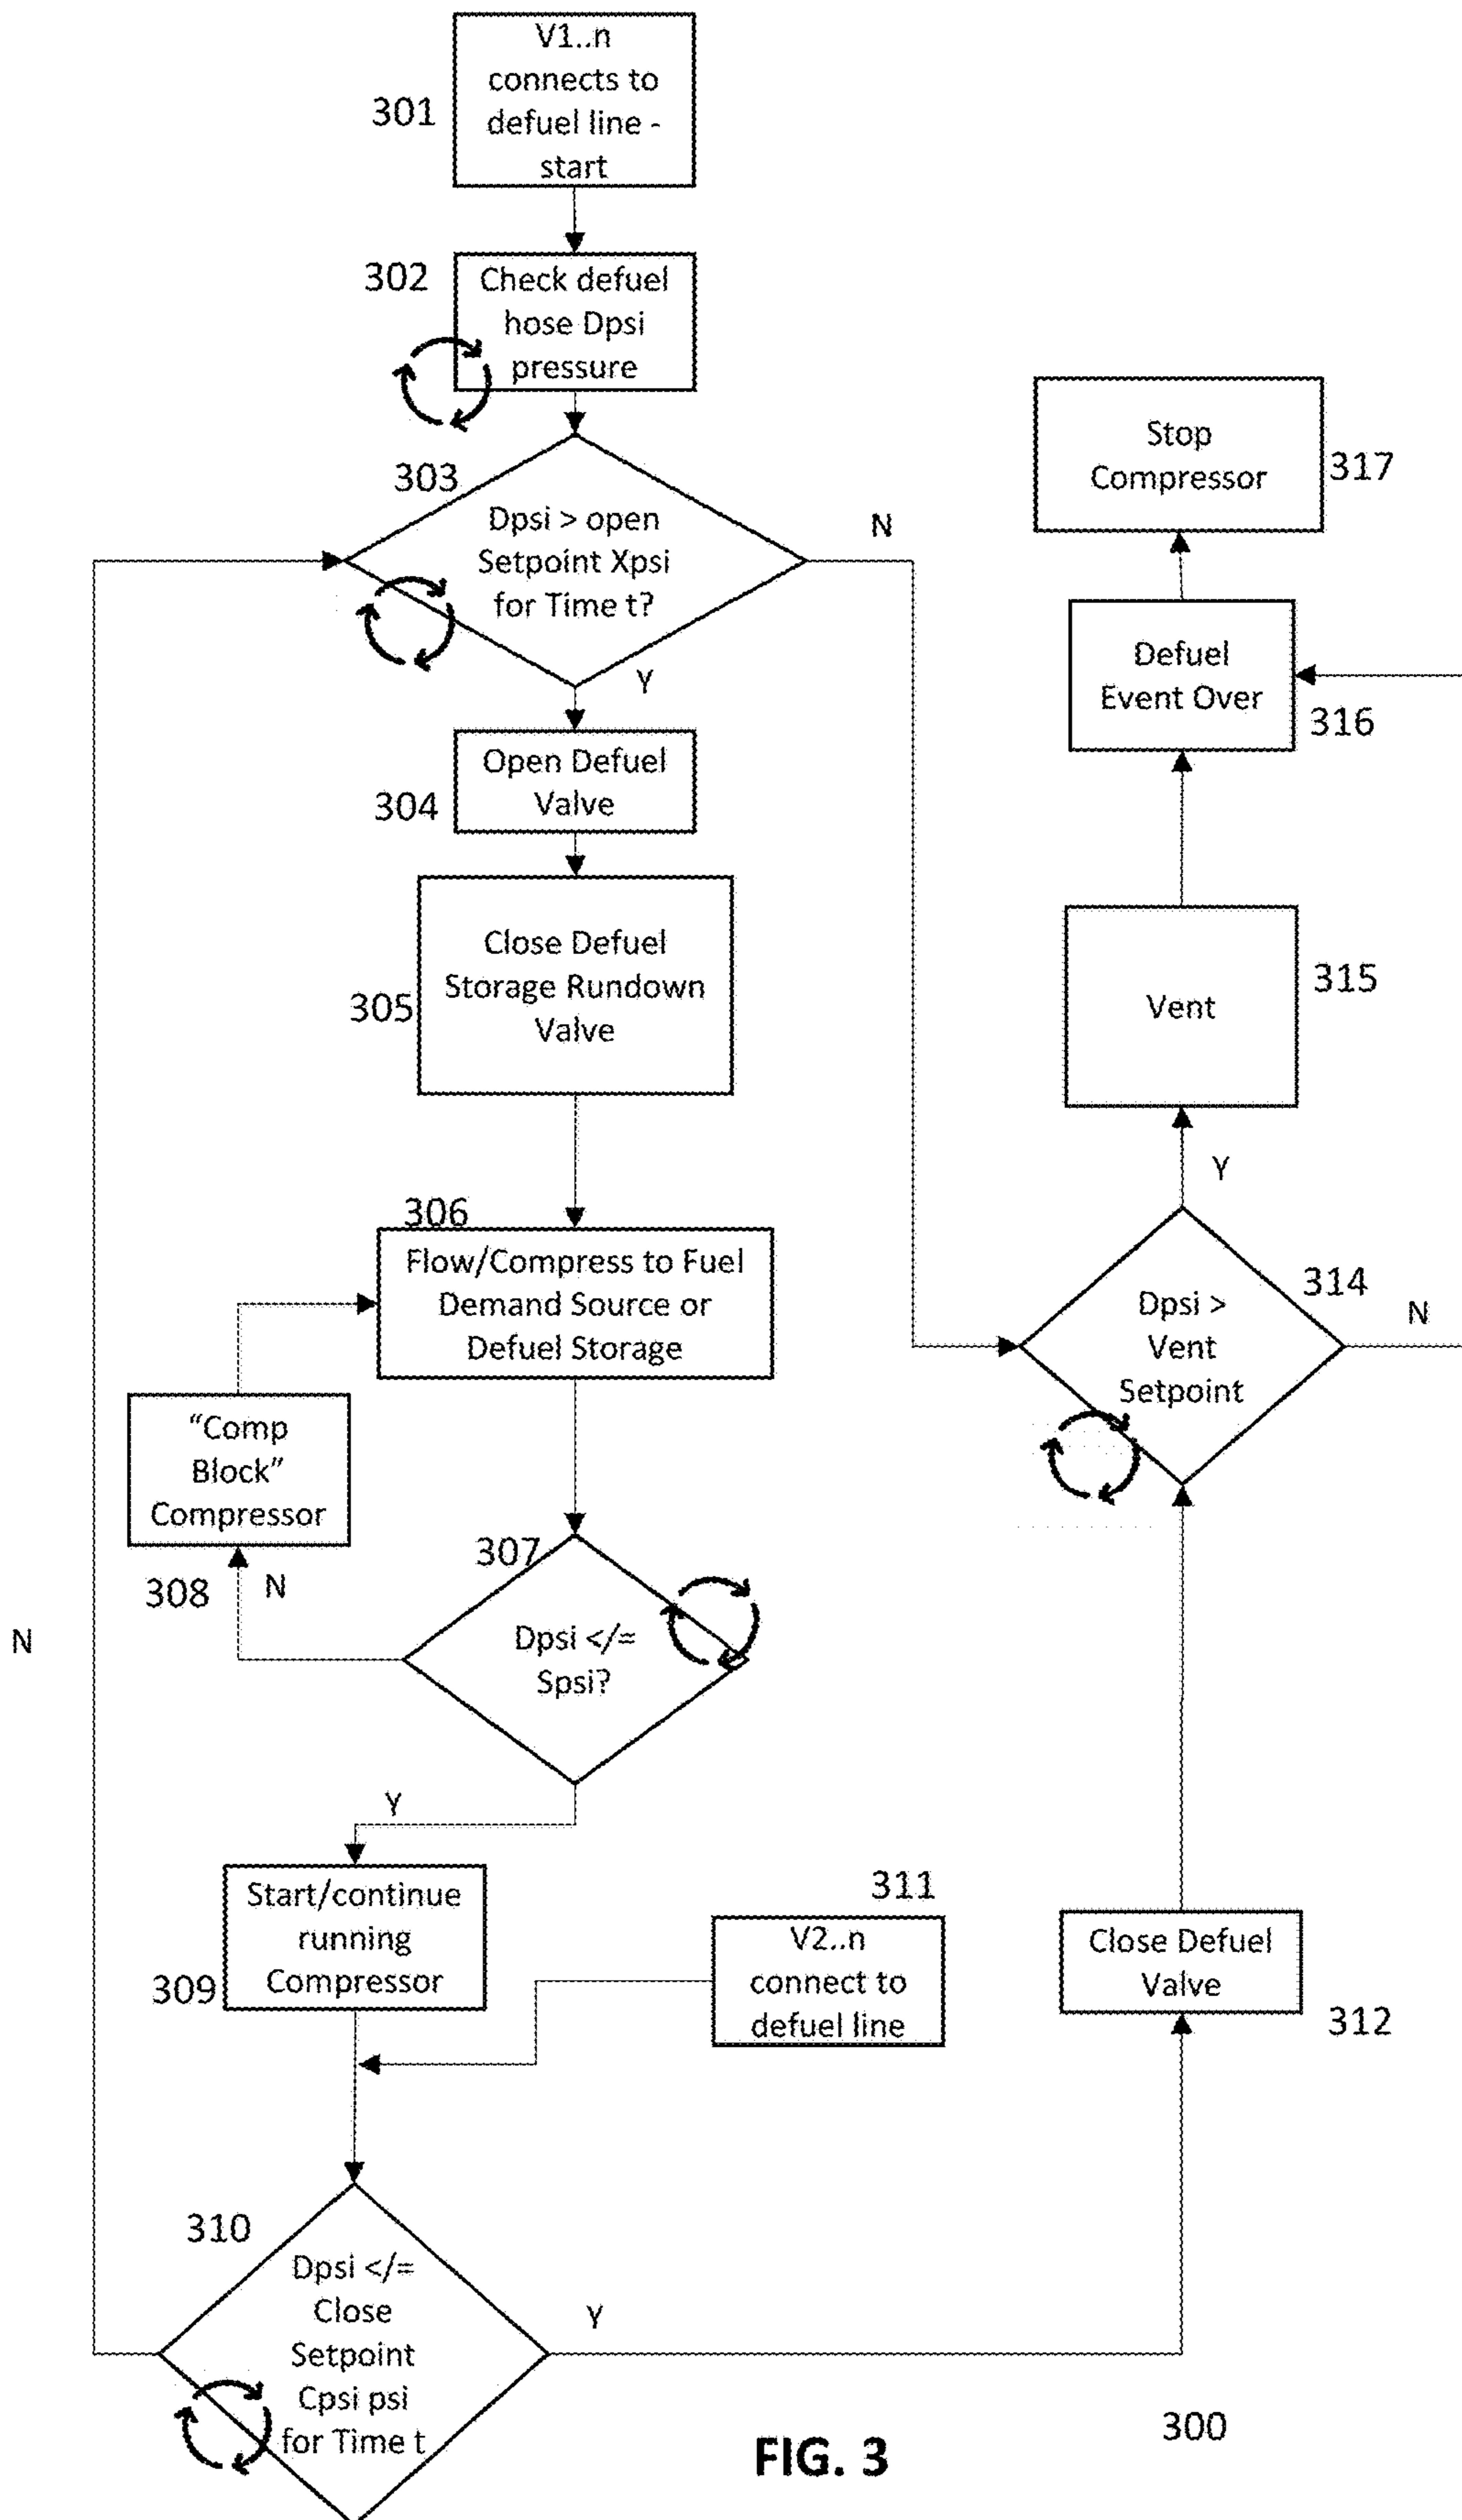 V1..n
connects to
defuel line -
start
301
302
Check defuel
hose Dpsi
pressure
303
Dpsi > open
Setpoint Xpsi
for Time t?
N
Y
Open Defuel
Valve
304
Close Defuel
Storage Rundown
Valve
305
306
Flow/Compress to Fuel
Demand Source or
Defuel Storage
"Comp
Block"
Compressor
308
N
307
Dpsi </=
Spsi?
N
Y
Start/continue
running
Compressor
309
311
V2..n
connect to
defuel line
310
Dpsi </=
Close
Setpoint
Cpsi psi
for Time t
Y
Stop
Compressor
317
Defuel
Event Over
316
Vent
315
Y
314
Dpsi >
Vent
Setpoint
N
Close Defuel
Valve
312
300
FIG. 3